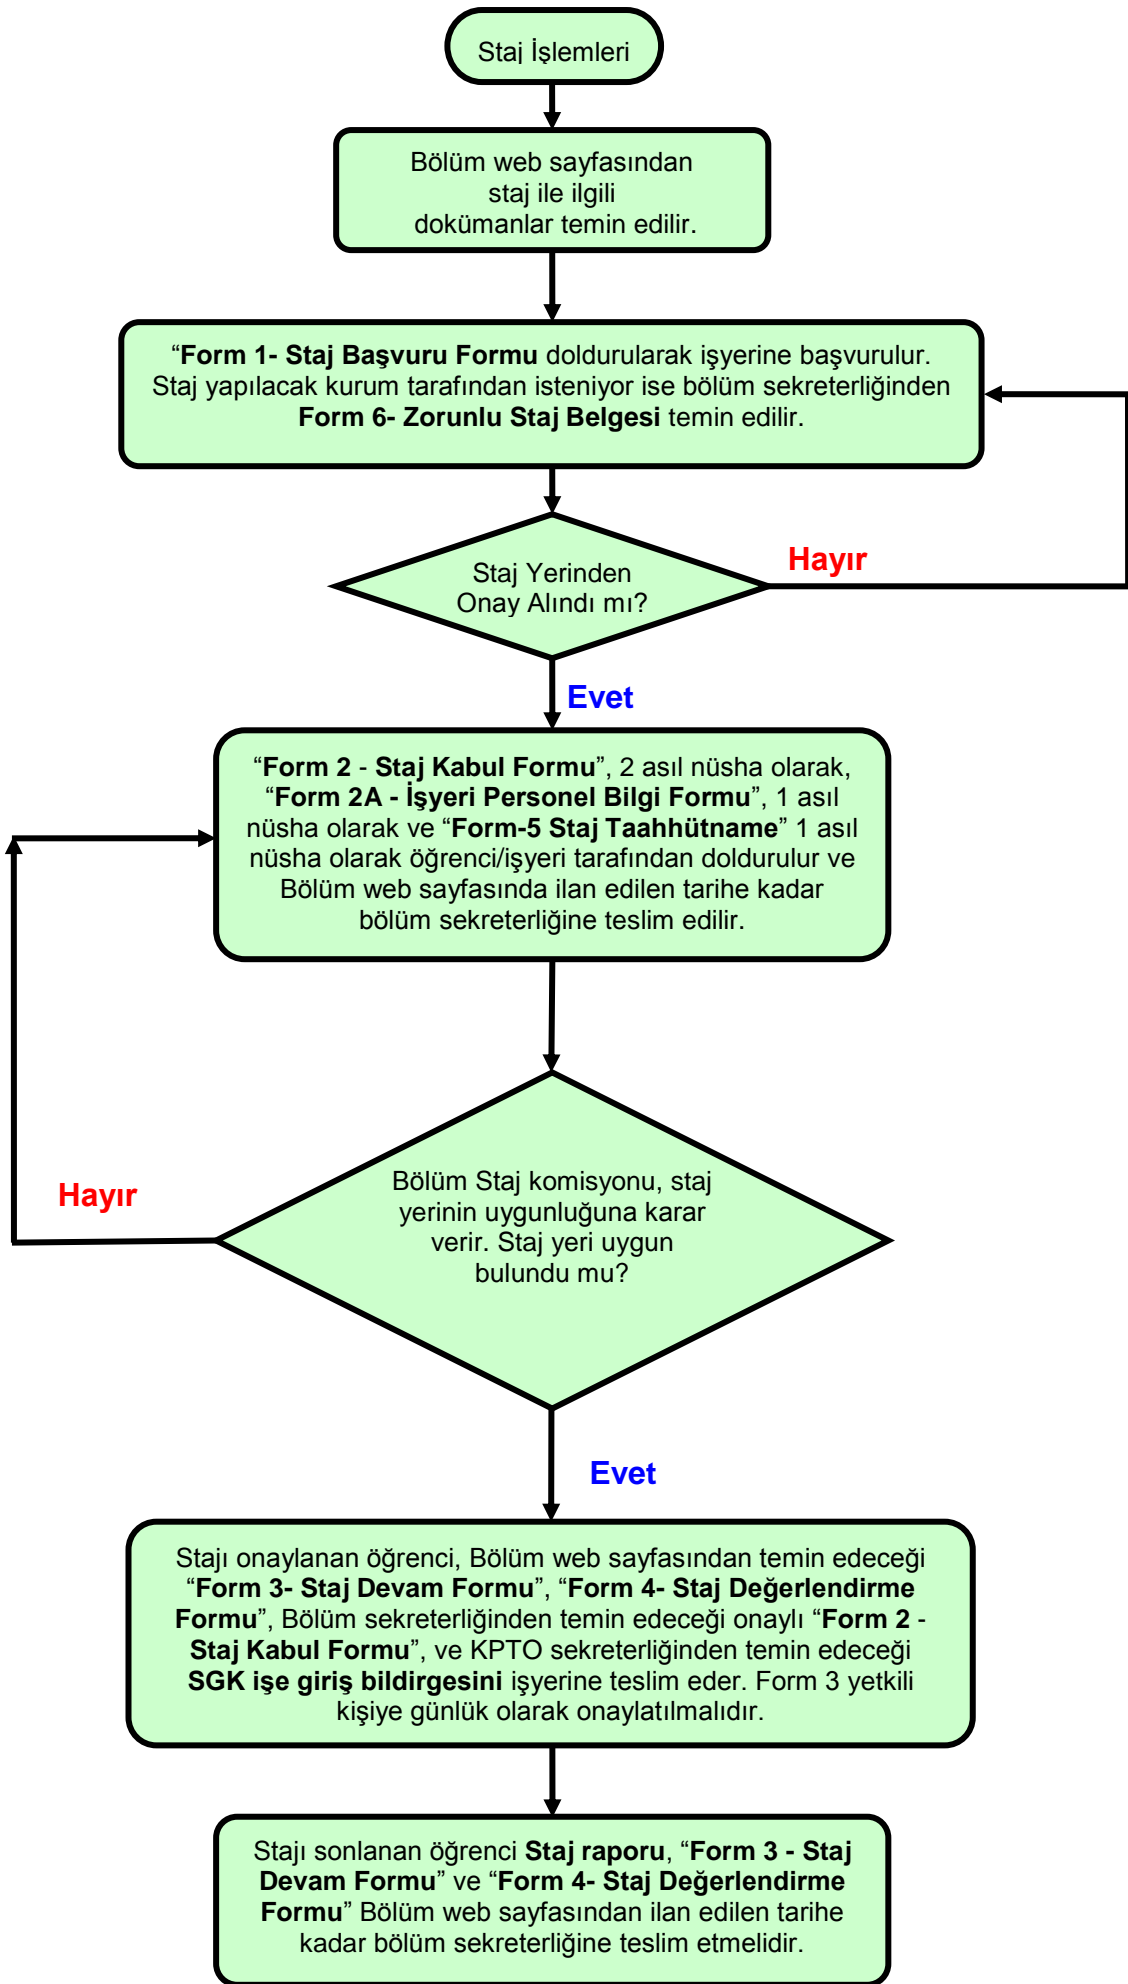 Staj İşlemleri
Bölüm web sayfasından
staj ile ilgili
dokümanlar temin edilir.
“Form 1- Staj Başvuru Formu doldurularak işyerine başvurulur.
Staj yapılacak kurum tarafından isteniyor ise bölüm sekreterliğinden
Form 6- Zorunlu Staj Belgesi temin edilir.
Staj Yerinden
Onay Alındı mı?
Hayır
Evet
“Form 2 - Staj Kabul Formu”, 2 asıl nüsha olarak,
“Form 2A - İşyeri Personel Bilgi Formu”, 1 asıl
nüsha olarak ve “Form-5 Staj Taahhütname” 1 asıl
nüsha olarak öğrenci/işyeri tarafından doldurulur ve
Bölüm web sayfasında ilan edilen tarihe kadar
bölüm sekreterliğine teslim edilir.
Bölüm Staj komisyonu, staj
yerinin uygunluğuna karar
verir. Staj yeri uygun
bulundu mu?
Hayır
Evet
Stajı onaylanan öğrenci, Bölüm web sayfasından temin edeceği
“Form 3- Staj Devam Formu”, “Form 4- Staj Değerlendirme
Formu”, Bölüm sekreterliğinden temin edeceği onaylı “Form 2 -
Staj Kabul Formu”, ve KPTO sekreterliğinden temin edeceği
SGK işe giriş bildirgesini işyerine teslim eder. Form 3 yetkili
kişiye günlük olarak onaylatılmalıdır.
Stajı sonlanan öğrenci Staj raporu, “Form 3 - Staj
Devam Formu” ve “Form 4- Staj Değerlendirme
Formu” Bölüm web sayfasından ilan edilen tarihe
kadar bölüm sekreterliğine teslim etmelidir.